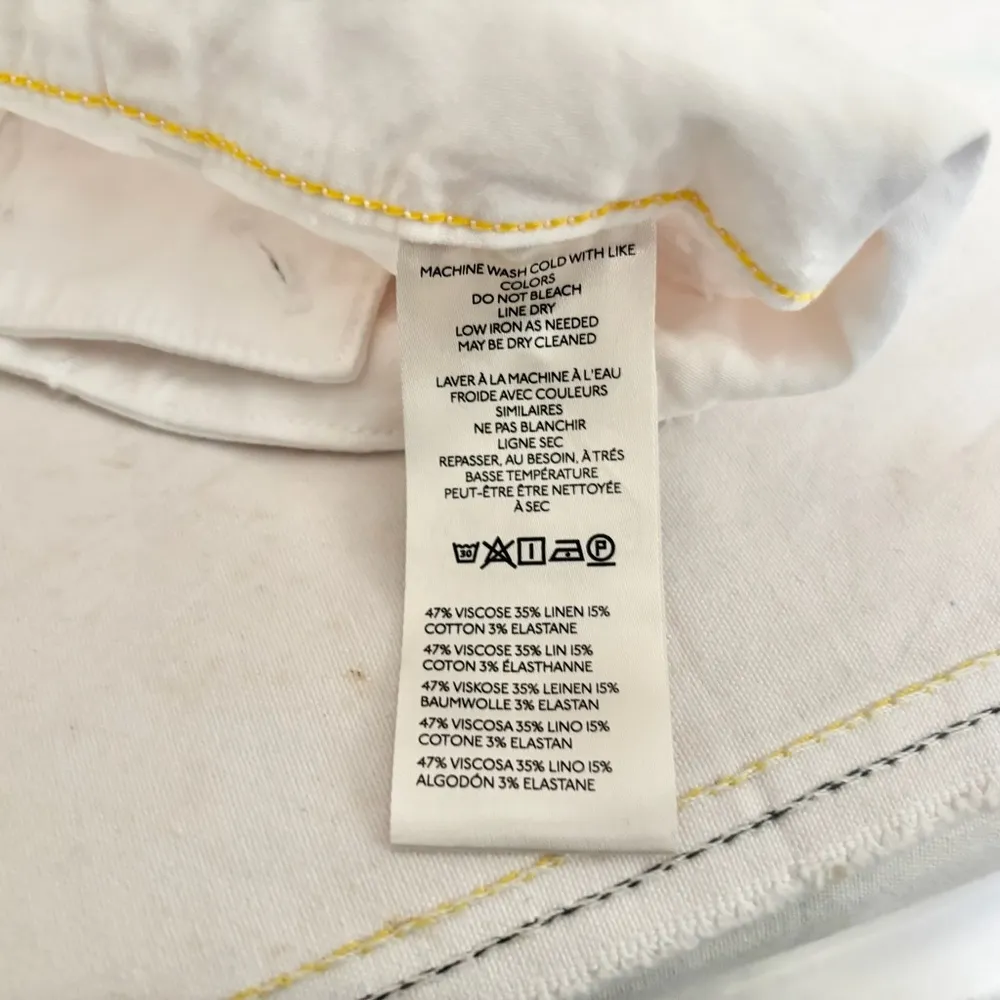 MACHINE WASH COLD WITH LIKE
COLORS
DO NOT BLEACH
LINE DRY
LOW IRON AS NEEDED
MAY BE DRY CLEANED
LAVER À LA MACHINE À L'EAU
FROIDE AVEC COULEURS
SIMILAIRES
NE PAS BLANCHIR
LIGNE SEC
REPASSER, AU BESOIN, À TRÉS
BASSE TEMPÉRATURE
PEUT-ÊTRE ÊTRE NETTOYÉE
À SEC
30 P
47% VISCOSE 35% LINEN 15%
COTTON 3% ELASTANE
47% VISCOSE 35% LIN 15%
COTON 3% ÉLASTHANNE
47% VISKOSE 35% LEINEN 15%
BAUMWOLLE 3% ELASTAN
47% VISCOSA 35% LINO 15%
COTONE 3% ELASTAN
47% VISCOSA 35% LINO 15%
ALGODÓN 3% ELASTANE